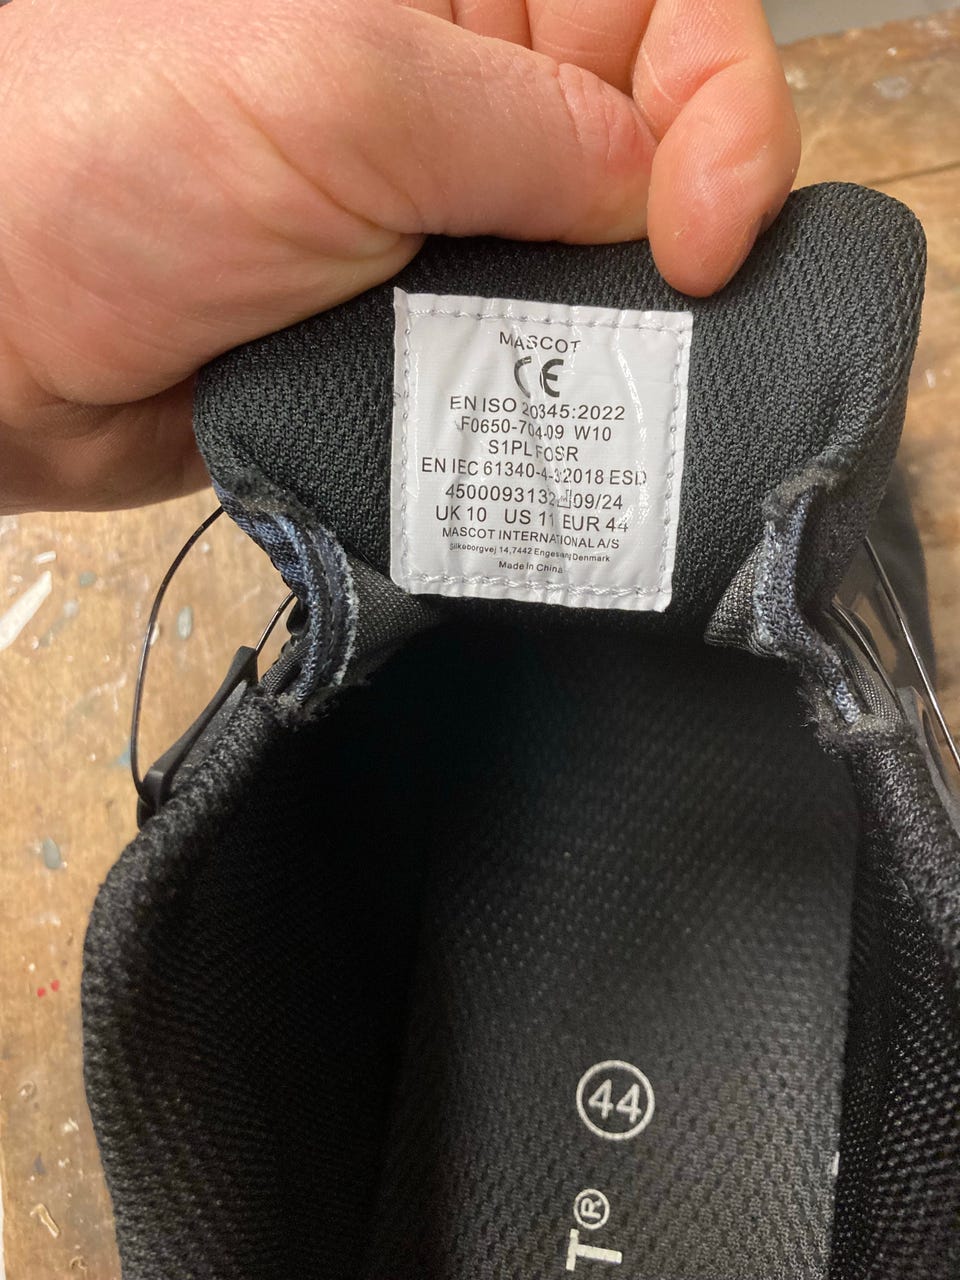 MASCOT
CE
EN ISO 20345:2022
F0650-704-09 W10
S1PL FOSR
EN IEC 61340-4-3:2018 ESD
09/24
UK 10 US 11 EUR 44
MASCOT INTERNATIONAL A/S
Silkeborgvej 14,7442 Engesvang Denmark
Made In China
44
T®